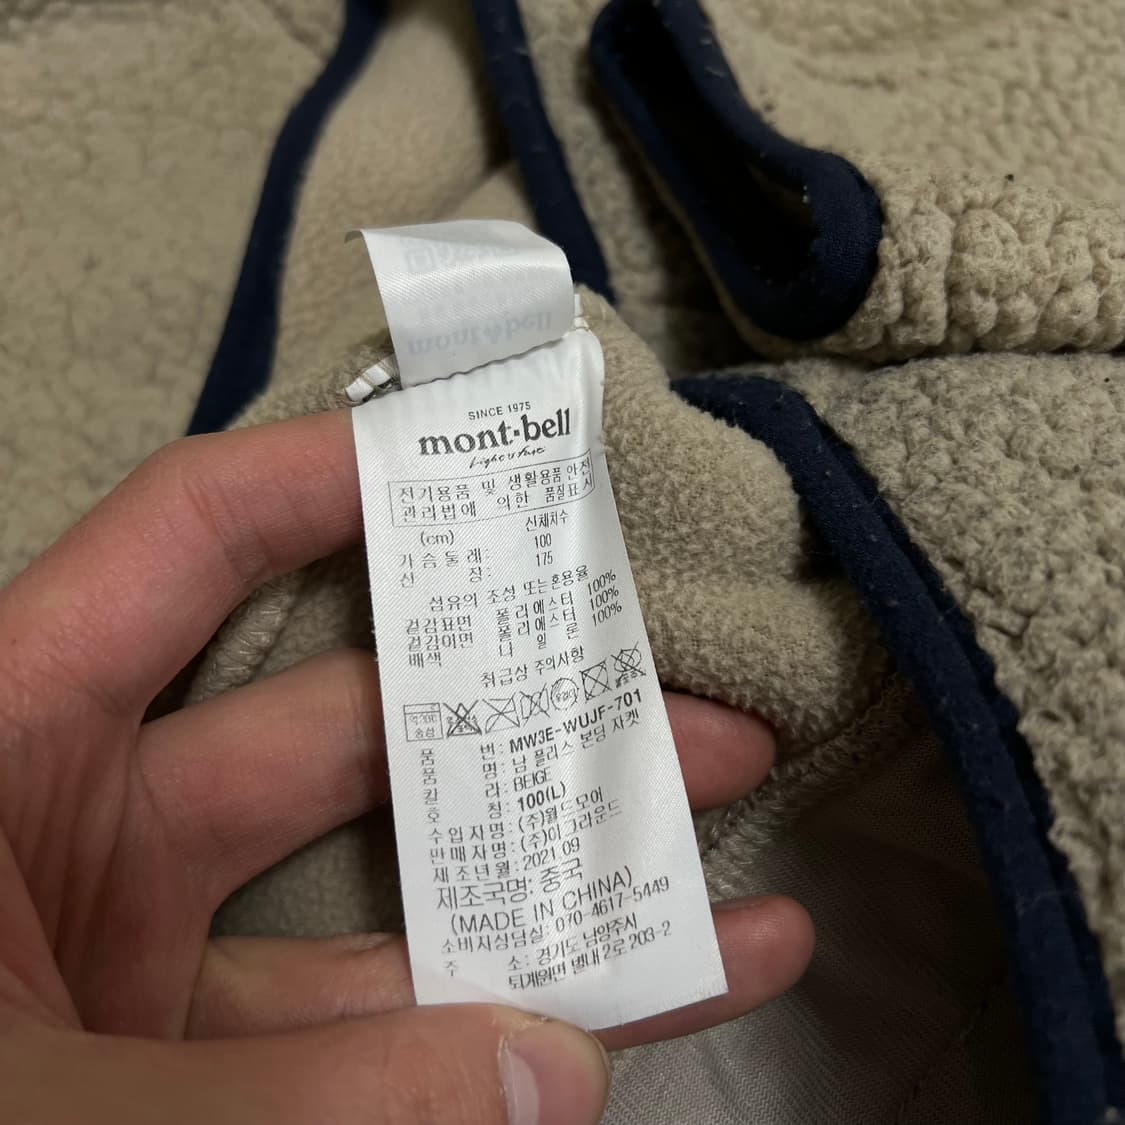 SINCE 1975
mont·bell
Light & Fast
전기용품 및 생활용품 안전
관리법에 의한 품질표시
(cm) 신체치수
가슴둘레: 100
신장: 175
섬유의 조성 또는 혼용율
겉감표면 폴리에스터 100%
겉감이면 폴리에스터 100%
배색 나일론 100%
취급상 주의사항
품번: MW3E-WUJF-701
품명: 남 플리스 본딩 자켓
칼라: BEIGE
호칭: 100(L)
수입자명: (주)월드모어
판매자명: (주)이그라운드
제조년월: 2021.09
제조국명: 중국
(MADE IN CHINA)
소비자상담실: 070-4617-5449
주소: 경기도 남양주시
퇴계원면 별내2로 203-2